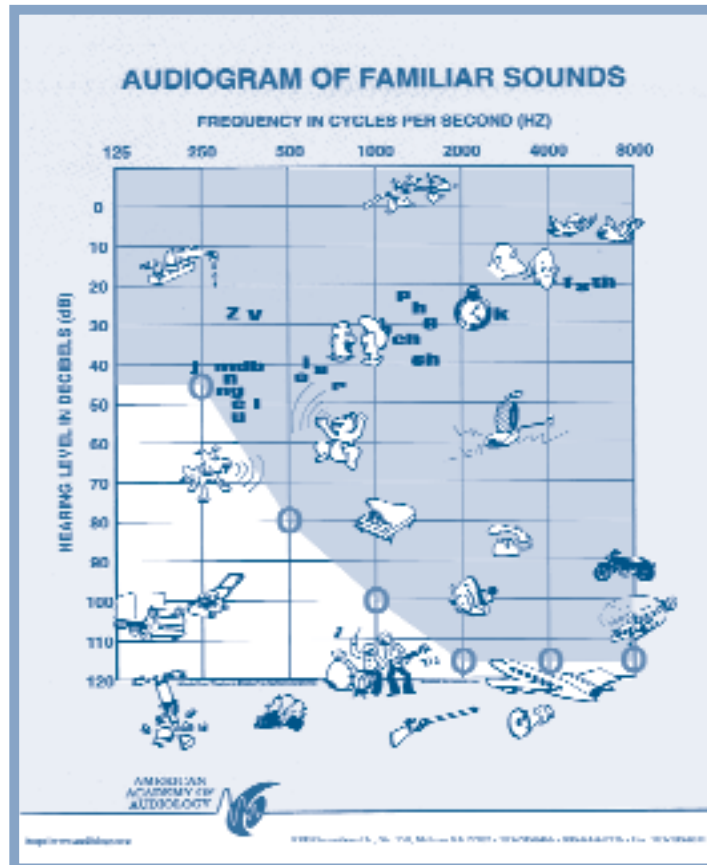 AUDIOGRAM OF FAMILIAR SOUNDS
FREQUENCY IN CYCLES PER SECOND (HZ)
125 250 500 1000 2000 4000 8000
HEARING LEVEL IN DECIBELS (dB)
0
10
20
f s th
p
h
g
k
Z v
30
ch
sh
40
j mdb
n
ng
e l
u
i a
o r
50
60
70
80
90
100
110
120
AMERICAN
ACADEMY OF
AUDIOLOGY